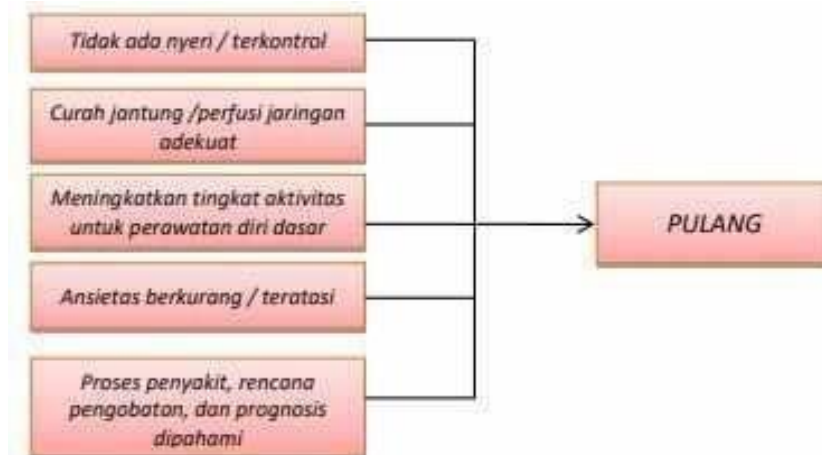 Tidak ada nyeri / terkontrol
Curah jantung /perfusi jaringan
adekuat
Meningkatkan tingkat aktivitas
untuk perawatan diri dasar
PULANG
Ansietas berkurang / teratasi
Proses penyakit, rencana
pengobatan, dan prognosis
dipahami